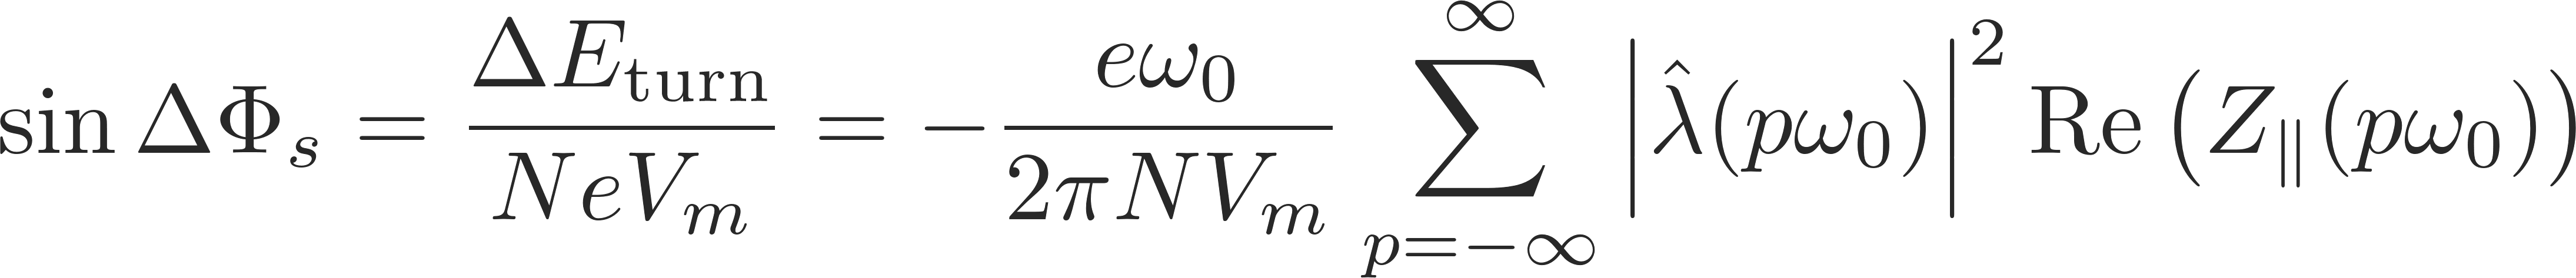 sin ΔΦ_s = ΔE_turn / NeV_m = − eω_0 / 2πNV_m ∑_{p=−∞}^{∞} |λ̂(pω_0)|² Re (Z_∥(pω_0))